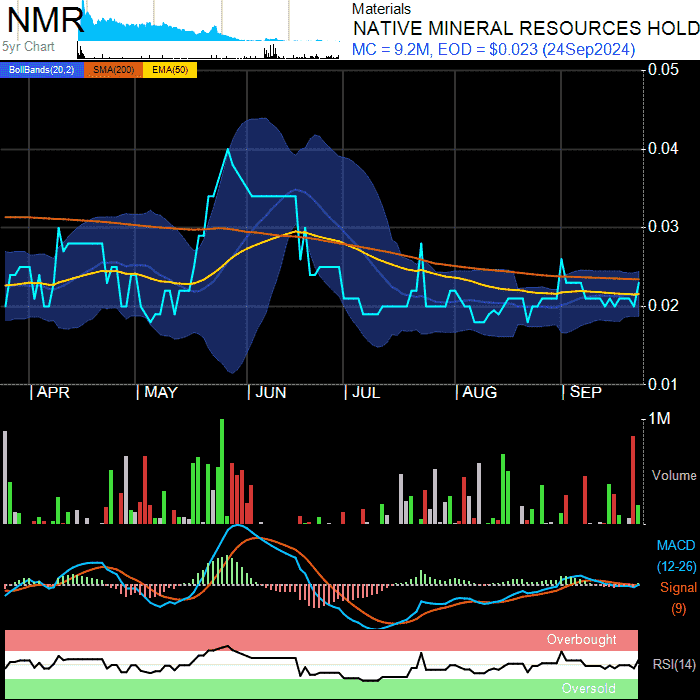 NMR
5yr Chart
Materials
NATIVE MINERAL RESOURCES HOLD
MC = 9.2M, EOD = $0.023 (24Sep2024)
BollBands(20,2) SMA(200) EMA(50)
0.05
0.04
0.03
0.02
0.01
APR MAY JUN JUL AUG SEP
1M
Volume
MACD
(12-26)
Signal
(9)
Overbought
RSI(14)
Oversold